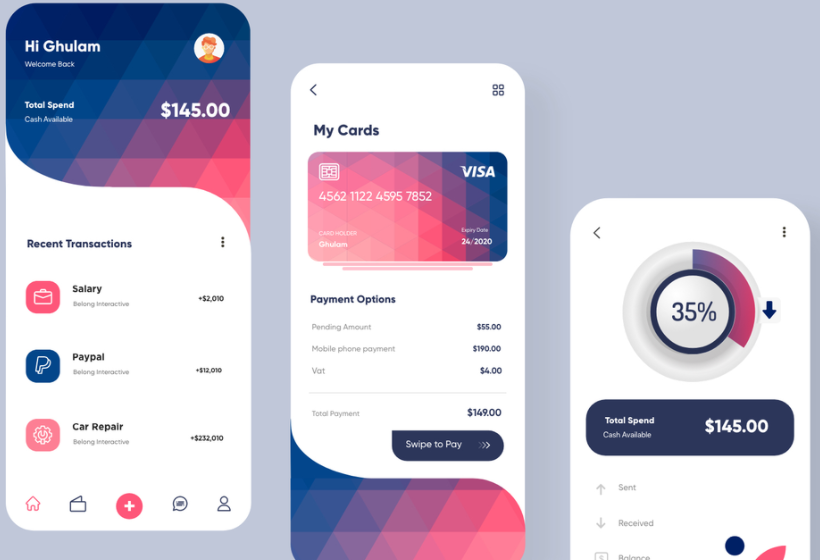 Hi Ghulam
Welcome Back
Total Spend
Cash Available
$145.00
Recent Transactions
Salary
Belong Interactive
+$2,010
Paypal
Belong Interactive
+$12,010
Car Repair
Belong Interactive
+$232,010
My Cards
VISA
4562 1122 4595 7852
CARD HOLDER
Ghulam
Expiry Date
24/2020
Payment Options
Pending Amount $55.00
Mobile phone payment $190.00
Vat $4.00
Total Payment $149.00
Swipe to Pay
35%
Total Spend
Cash Available
$145.00
Sent
Received
Balance